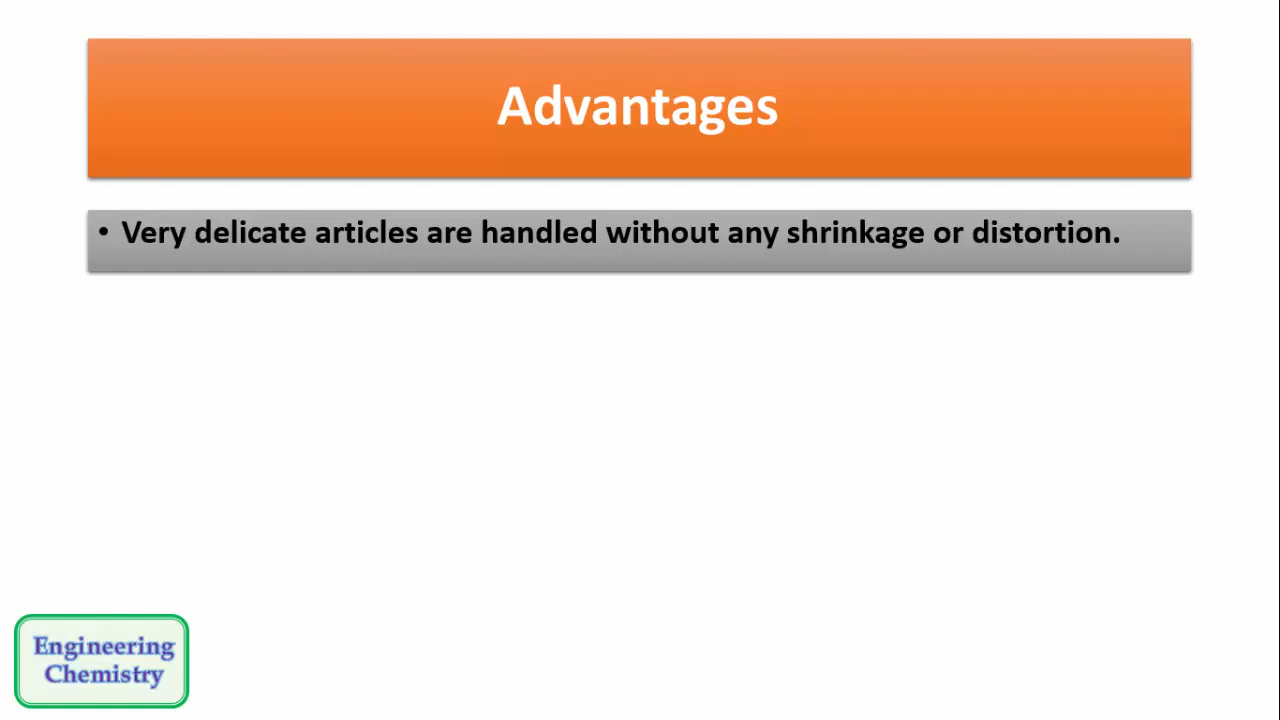 Advantages
• Very delicate articles are handled without any shrinkage or distortion.
Engineering
Chemistry